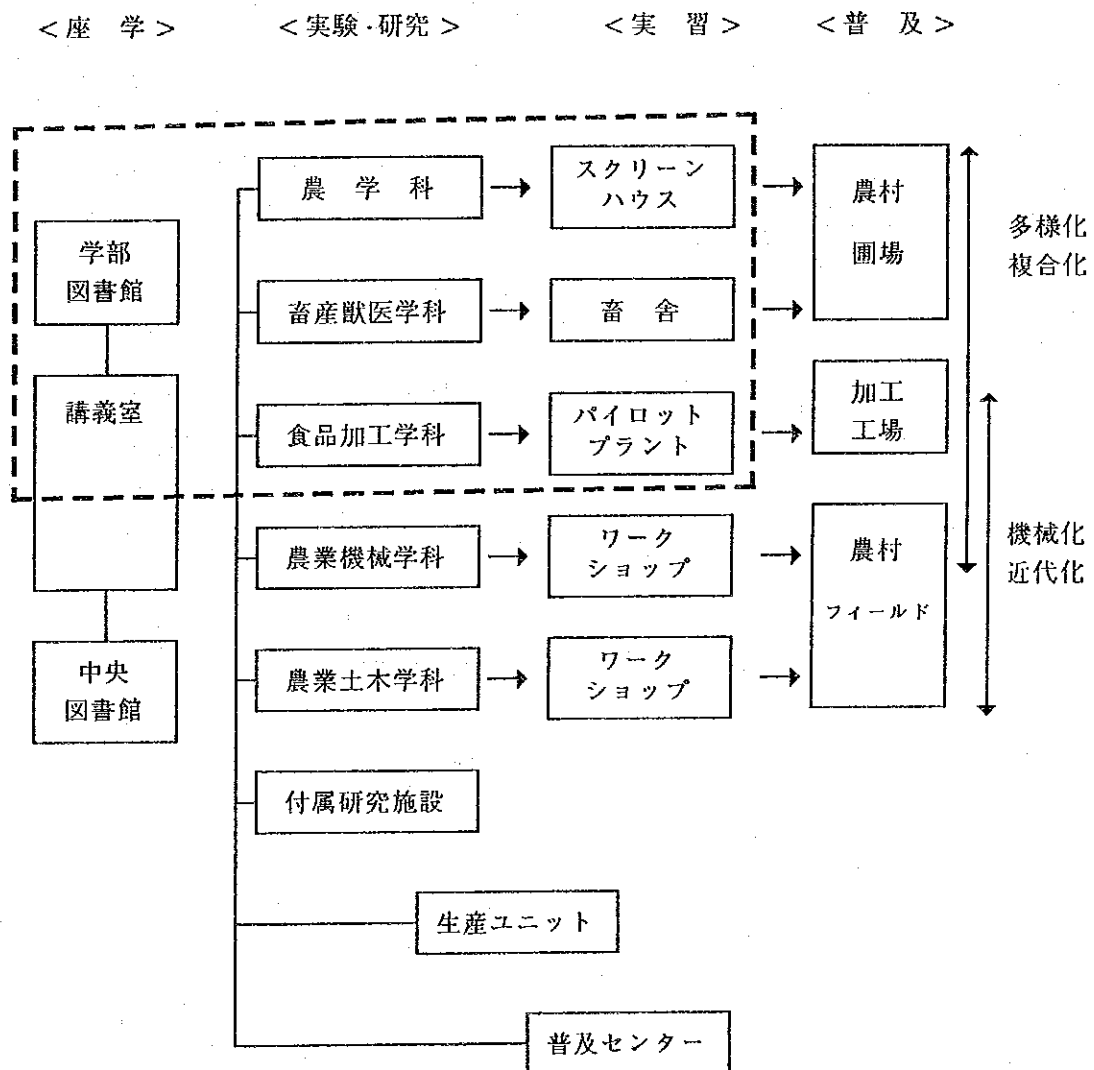 <座 学> <実験·研究> <実 習> <普 及>
学部
図書館
講義室
中央
図書館
農 学 科
畜産獣医学科
食品加工学科
農業機械学科
農業土木学科
付属研究施設
生産ユニット
普及センター
スクリーン
ハウス
畜 舎
パイロット
プラント
ワーク
ショップ
ワーク
ショップ
農村
圃場
加工
工場
農村
フィールド
多様化
複合化
機械化
近代化